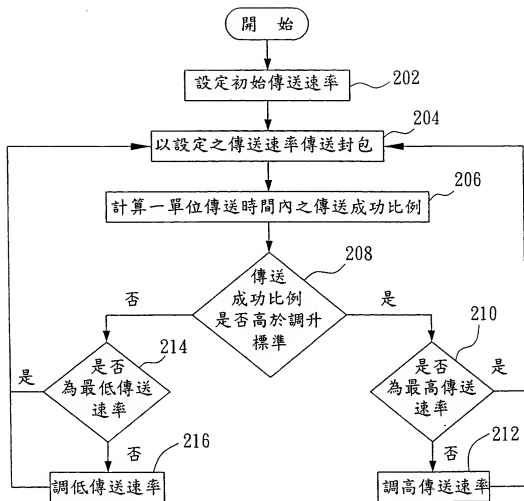 開 始
設定初始傳送速率
202
以設定之傳送速率傳送封包
204
計算一單位傳送時間內之傳送成功比例
206
傳送
成功比例
是否高於調升
標準
208
否
是
是否
為最低傳送
速率
214
是
否
調低傳送速率
216
是否
為最高傳送
速率
210
是
否
調高傳送速率
212